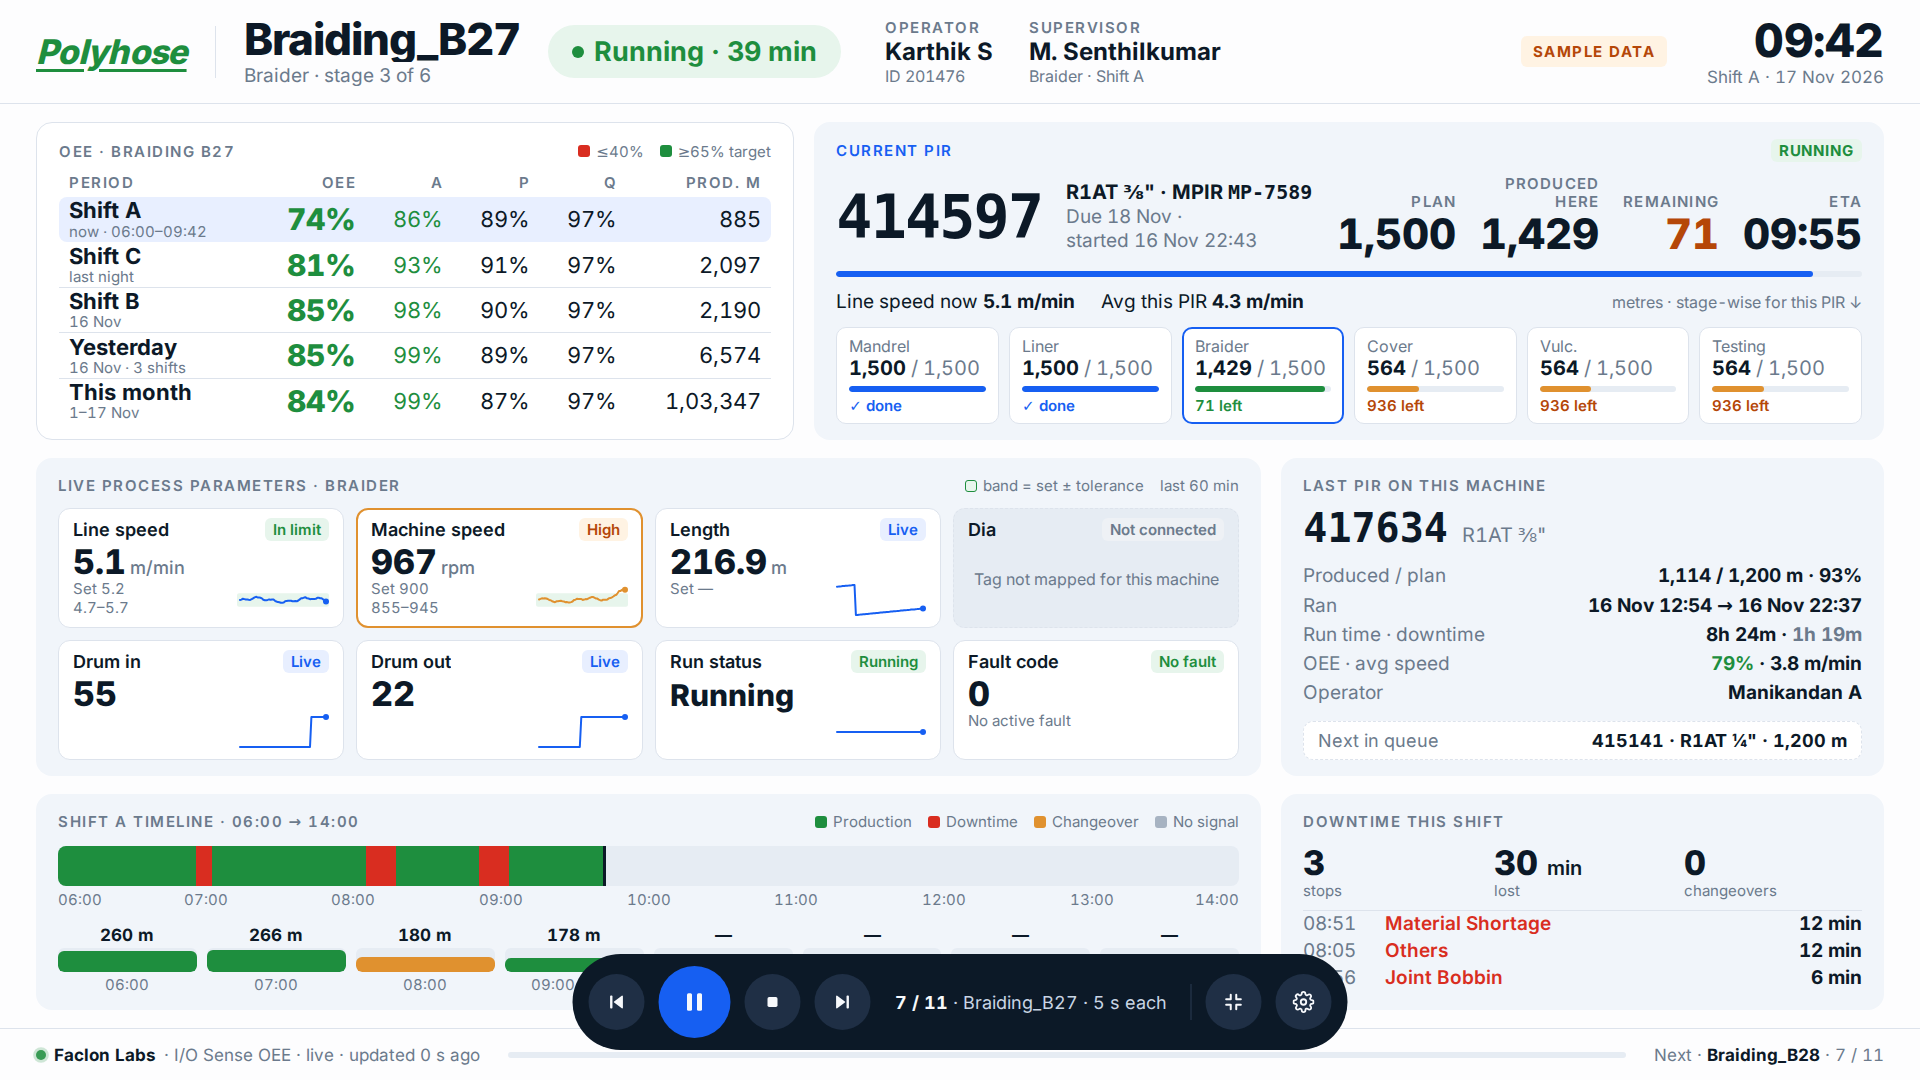 Polyhose
Braiding_B27
Braider · stage 3 of 6
Running · 39 min
OPERATOR
Karthik S
ID 201476
SUPERVISOR
M. Senthilkumar
Braider · Shift A
SAMPLE DATA
09:42
Shift A · 17 Nov 2026
OEE · BRAIDING B27
≤40% ≥65% target
PERIOD OEE A P Q PROD. M
Shift A 74% 86% 89% 97% 885
now · 06:00–09:42
Shift C 81% 93% 91% 97% 2,097
last night
Shift B 85% 98% 90% 97% 2,190
16 Nov
Yesterday 85% 99% 89% 97% 6,574
16 Nov · 3 shifts
This month 84% 99% 87% 97% 1,03,347
1–17 Nov
CURRENT PIR
RUNNING
414597
R1AT ⅜" · MPIR MP-7589
Due 18 Nov ·
started 16 Nov 22:43
PLAN
1,500
PRODUCED
HERE
1,429
REMAINING
71
ETA
09:55
Line speed now 5.1 m/min Avg this PIR 4.3 m/min
metres · stage-wise for this PIR ↓
Mandrel
1,500 / 1,500
✓ done
Liner
1,500 / 1,500
✓ done
Braider
1,429 / 1,500
71 left
Cover
564 / 1,500
936 left
Vulc.
564 / 1,500
936 left
Testing
564 / 1,500
936 left
LIVE PROCESS PARAMETERS · BRAIDER
band = set ± tolerance last 60 min
Line speed In limit
5.1 m/min
Set 5.2
4.7–5.7
Machine speed High
967 rpm
Set 900
855–945
Length Live
216.9 m
Set —
Dia Not connected
Tag not mapped for this machine
Drum in Live
55
Drum out Live
22
Run status Running
Running
Fault code No fault
0
No active fault
LAST PIR ON THIS MACHINE
417634 R1AT ⅜"
Produced / plan 1,114 / 1,200 m · 93%
Ran 16 Nov 12:54 → 16 Nov 22:37
Run time · downtime 8h 24m · 1h 19m
OEE · avg speed 79% · 3.8 m/min
Operator Manikandan A
Next in queue 415141 · R1AT ¼" · 1,200 m
SHIFT A TIMELINE · 06:00 → 14:00
Production Downtime Changeover No signal
06:00 07:00 08:00 09:00 10:00 11:00 12:00 13:00 14:00
260 m 266 m 180 m 178 m — — — —
06:00 07:00 08:00 09:00
DOWNTIME THIS SHIFT
3
stops
30 min
lost
0
changeovers
08:51 Material Shortage 12 min
08:05 Others 12 min
56 Joint Bobbin 6 min
7 / 11 · Braiding_B27 · 5 s each
Faclon Labs · I/O Sense OEE · live · updated 0 s ago
Next · Braiding_B28 · 7 / 11